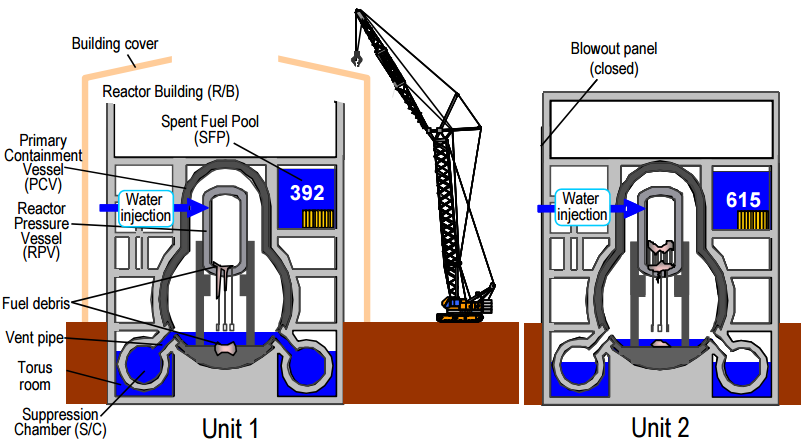 Building cover
Reactor Building (R/B)
Spent Fuel Pool
(SFP)
Primary
Containment
Vessel
(PCV)
392
Water
injection
Reactor
Pressure
Vessel
(RPV)
Fuel debris
Vent pipe
Torus
room
Suppression
Chamber (S/C)
Unit 1
Blowout panel
(closed)
615
Water
injection
Unit 2